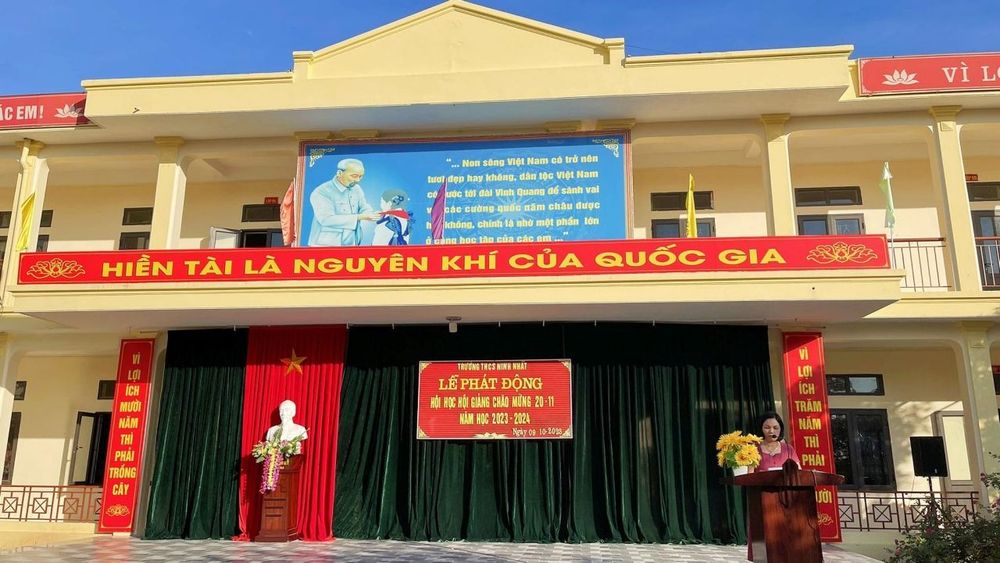 ÁC EM !
VÌ LỢ
"... Non sông Việt Nam có trở nên
tươi đẹp hay không, dân tộc Việt Nam
có bước tới đài Vinh Quang để sánh vai
với các cường quốc năm châu được
hay không, chính là nhờ một phần lớn
ở công học tập của các em ..."
HIỀN TÀI LÀ NGUYÊN KHÍ CỦA QUỐC GIA
VÌ
LỢI
ÍCH
MƯỜI
NĂM
THÌ
PHẢI
TRỒNG
CÂY
TRƯỜNG THCS NINH NHẤT
LỄ PHÁT ĐỘNG
HỘI HỌC HỘI GIẢNG CHÀO MỪNG 20-11
NĂM HỌC 2023-2024
Ngày 09-10-2023
VÌ
LỢI
ÍCH
TRĂM
NĂM
THÌ
PHẢI